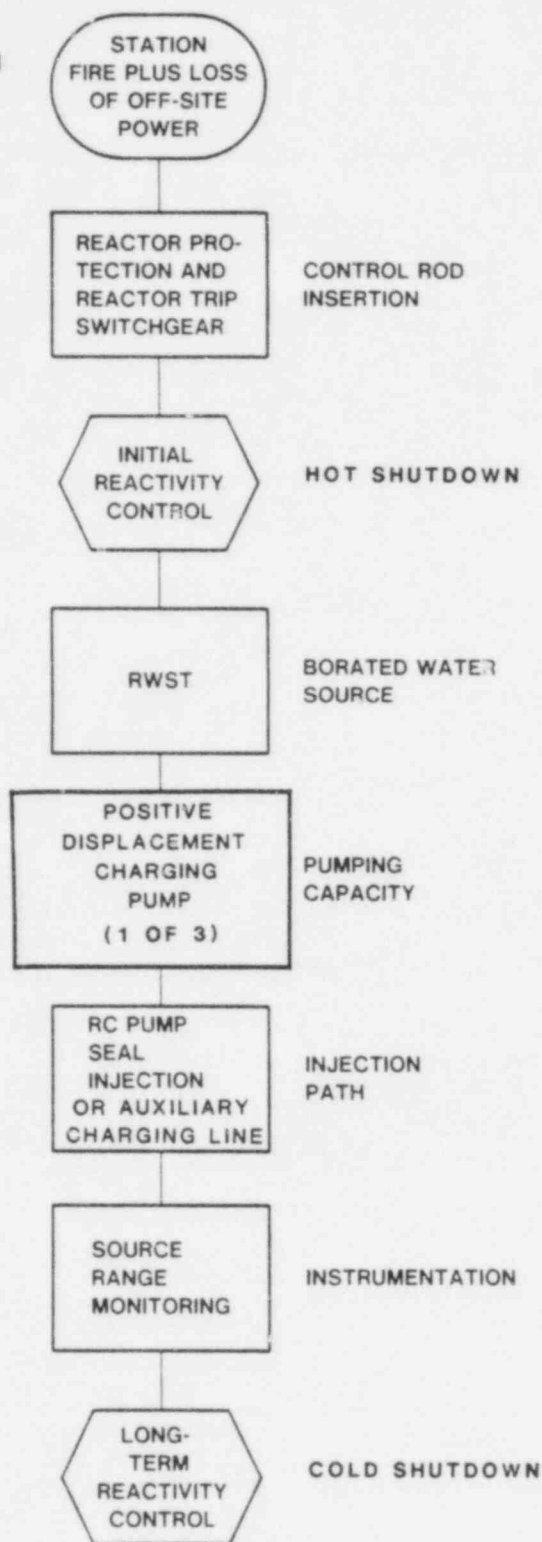 STATION
FIRE PLUS LOSS
OF OFF-SITE
POWER
REACTOR PRO-
TECTION AND
REACTOR TRIP
SWITCHGEAR
CONTROL ROD
INSERTION
INITIAL
REACTIVITY
CONTROL
HOT SHUTDOWN
RWST
BORATED WATER
SOURCE
POSITIVE
DISPLACEMENT
CHARGING
PUMP
(1 OF 3)
PUMPING
CAPACITY
RC PUMP
SEAL
INJECTION
OR AUXILIARY
CHARGING LINE
INJECTION
PATH
SOURCE
RANGE
MONITORING
INSTRUMENTATION
LONG-
TERM
REACTIVITY
CONTROL
COLD SHUTDOWN